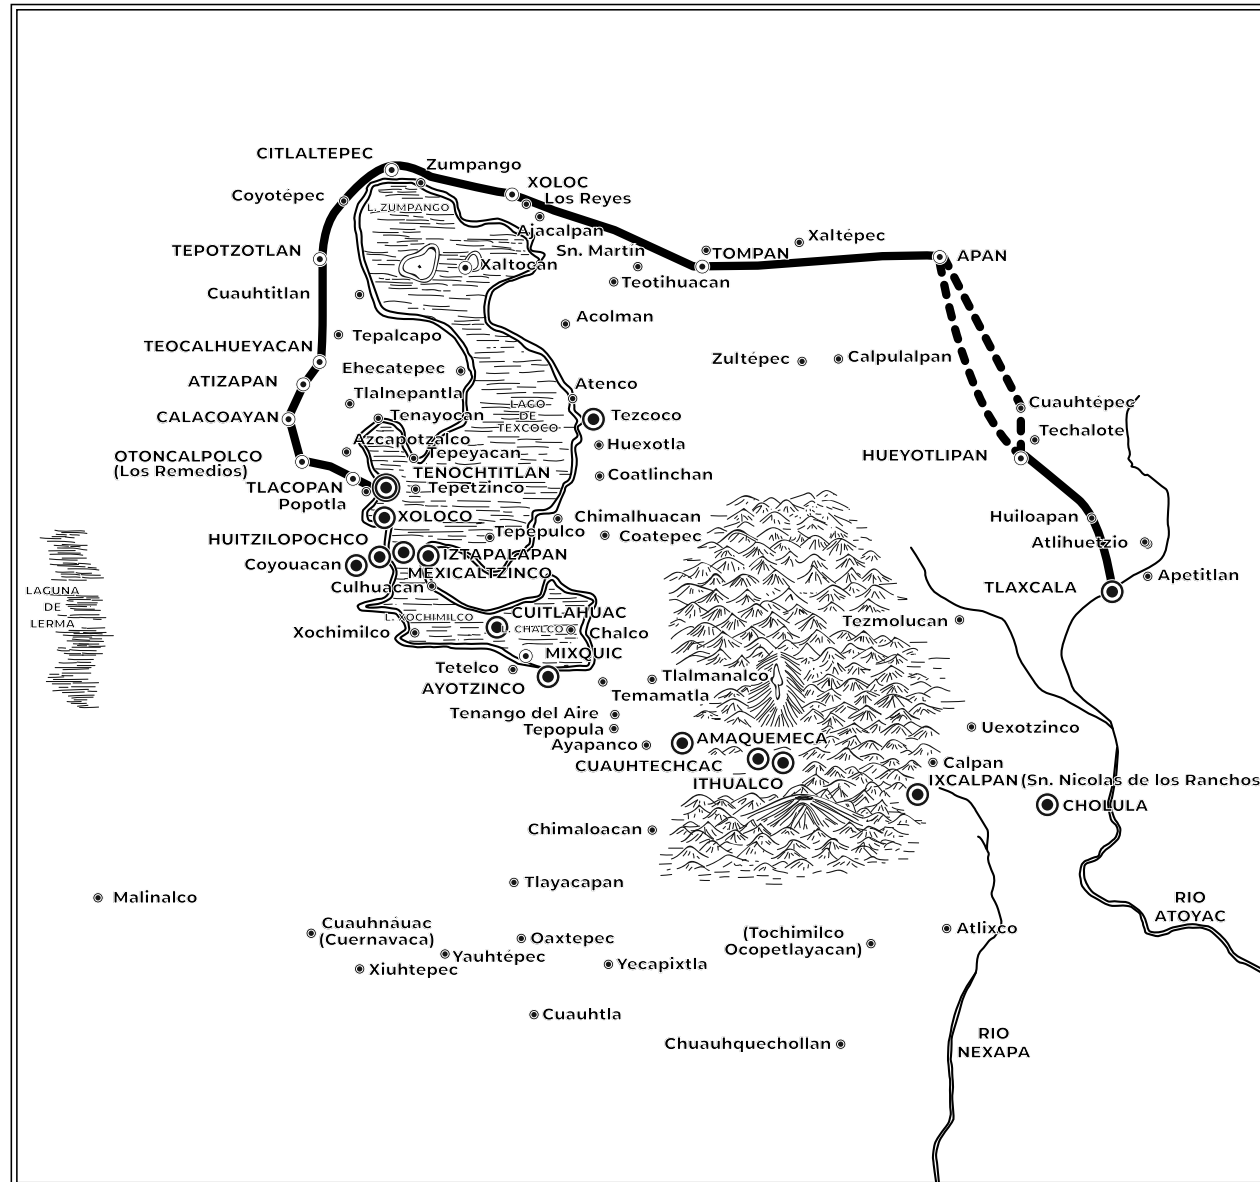 CITLALTEPEC
Zumpango
Coyotépec
XOLOC
Los Reyes
L. ZUMPANGO
Ajacalpan
TEPOTZOTLAN
Sn. Martín
TOMPAN
Xaltépec
APAN
Xaltocan
Teotihuacan
Cuauhtitlan
Acolman
Tepalcapo
TEOCALHUEYACAN
Zultépec
Calpulalpan
Ehecatepec
ATIZAPAN
Atenco
Tlalnepantla
LAGO
DE
TEXCOCO
Cuauhtépec
CALACOAYAN
Tenayocan
Tezcoco
Techalote
Azcapotzalco
Huexotla
Tepeyacan
HUEYOTLIPAN
OTONCALPOLCO
(Los Remedios)
TENOCHTITLAN
Coatlinchan
TLACOPAN
Tepetzinco
Popotla
XOLOCO
Chimalhuacan
Huiloapan
Tepepulco
Coatepec
HUITZILOPOCHCO
Atlihuetzio
IZTAPALAPAN
Coyouacan
MEXICALTZINCO
Apetitlan
Culhuacan
TLAXCALA
LAGUNA
DE
LERMA
CUITLAHUAC
L. XOCHIMILCO
Tezmolucan
L. CHALCO
Xochimilco
Chalco
MIXQUIC
Tetelco
Tlalmanalco
AYOTZINCO
Temamatla
Tenango del Aire
Tepopula
Uexotzinco
Ayapanco
AMAQUEMECA
CUAUHTECHCAC
Calpan
ITHUALCO
IXCALPAN (Sn. Nicolas de los Ranchos
CHOLULA
Chimaloacan
Tlayacapan
Malinalco
RIO
ATOYAC
Cuauhnáuac
(Cuernavaca)
Oaxtepec
(Tochimilco
Ocopetlayacan)
Atlixco
Yauhtépec
Xiuhtepec
Yecapixtla
Cuauhtla
Chuauhquechollan
RIO
NEXAPA